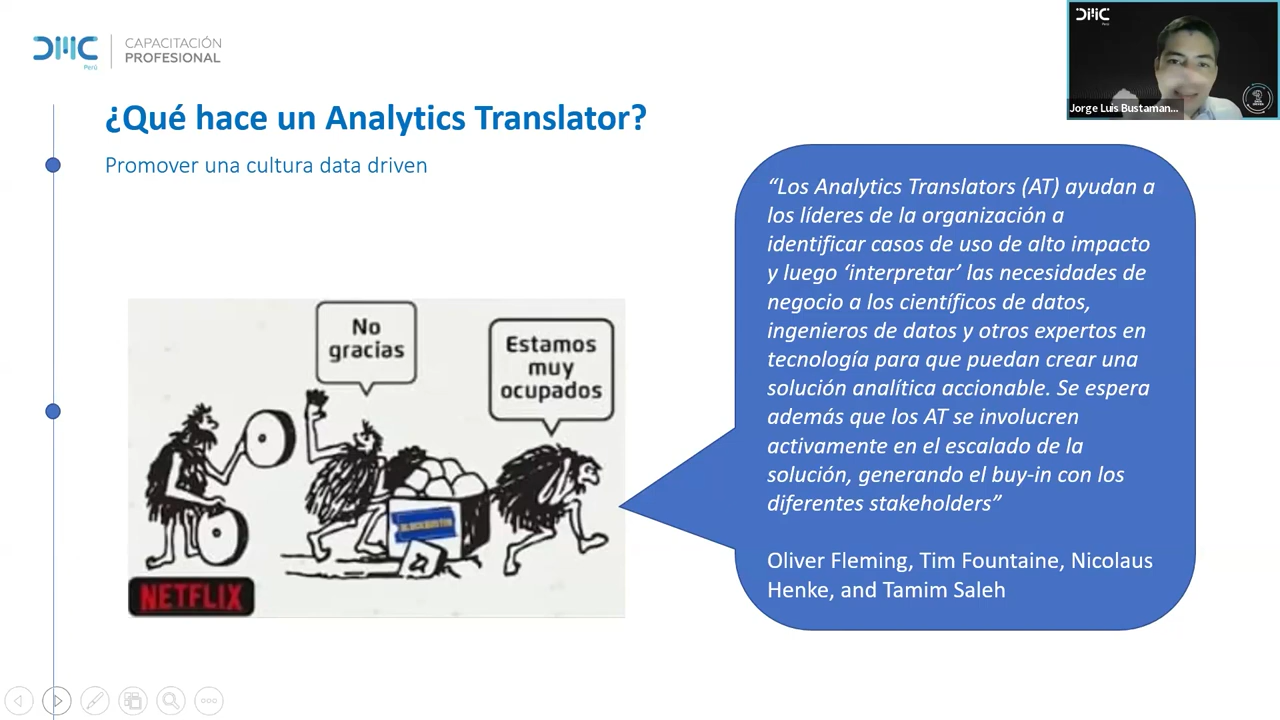 DMC
Perú
CAPACITACIÓN
PROFESIONAL
DMC
Perú
Jorge Luis Bustaman...
¿Qué hace un Analytics Translator?
Promover una cultura data driven
No
gracias
Estamos
muy
ocupados
BLOCKBUSTER
NETFLIX
“Los Analytics Translators (AT) ayudan a
los líderes de la organización a
identificar casos de uso de alto impacto
y luego ‘interpretar’ las necesidades de
negocio a los científicos de datos,
ingenieros de datos y otros expertos en
tecnología para que puedan crear una
solución analítica accionable. Se espera
además que los AT se involucren
activamente en el escalado de la
solución, generando el buy-in con los
diferentes stakeholders”
Oliver Fleming, Tim Fountaine, Nicolaus
Henke, and Tamim Saleh